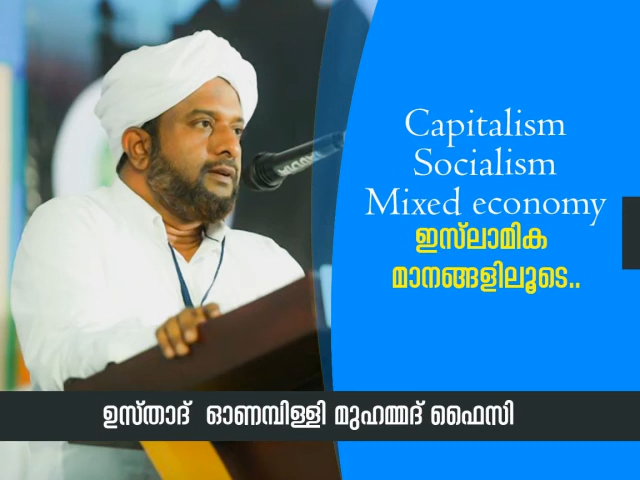 Capitalism
Socialism
Mixed economy
ഇസ്‌ലാമിക
മാനങ്ങളിലൂടെ..
ഉസ്താദ് ഓണമ്പിള്ളി മുഹമ്മദ് ഫൈസി